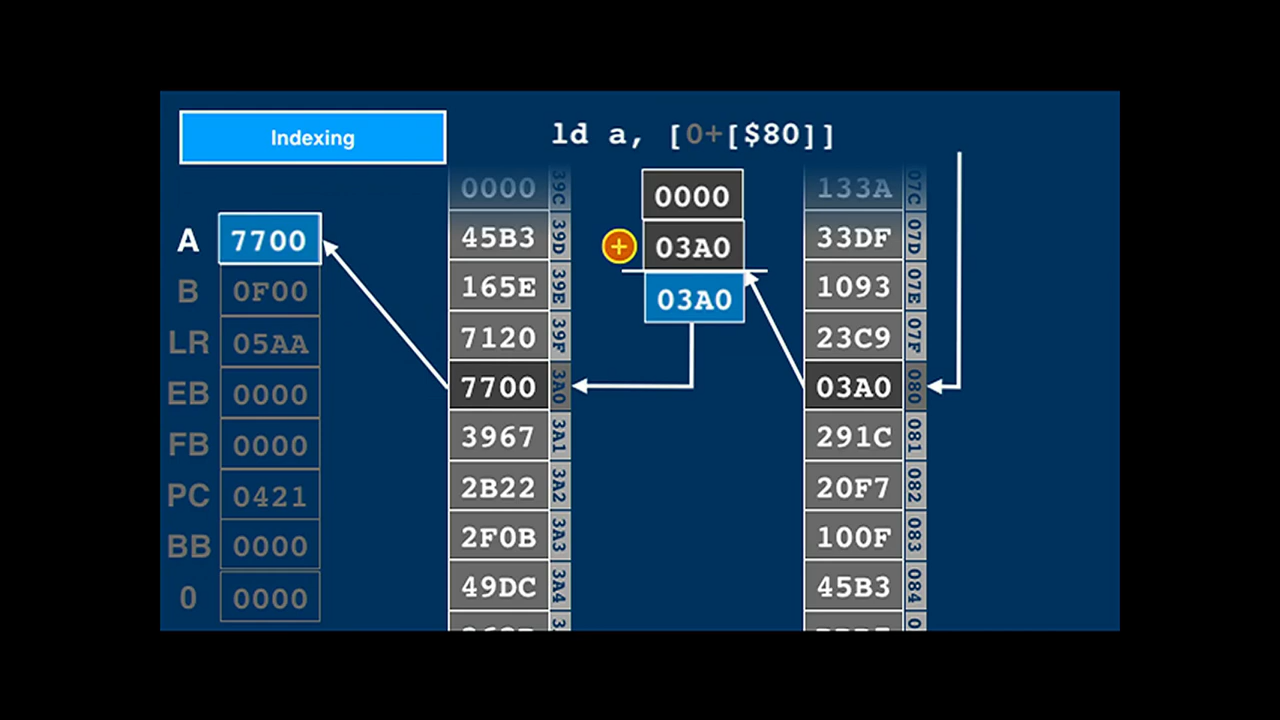 Indexing
ld a, [0+[$80]]
A 7700
B 0F00
LR 05AA
EB 0000
FB 0000
PC 0421
BB 0000
0 0000
0000 39C
45B3 39D
165E 39E
7120 39F
7700 3A0
3967 3A1
2B22 3A2
2F0B 3A3
49DC 3A4
0000
+ 03A0
03A0
133A 07C
33DF 07D
1093 07E
23C9 07F
03A0 080
291C 081
20F7 082
100F 083
45B3 084